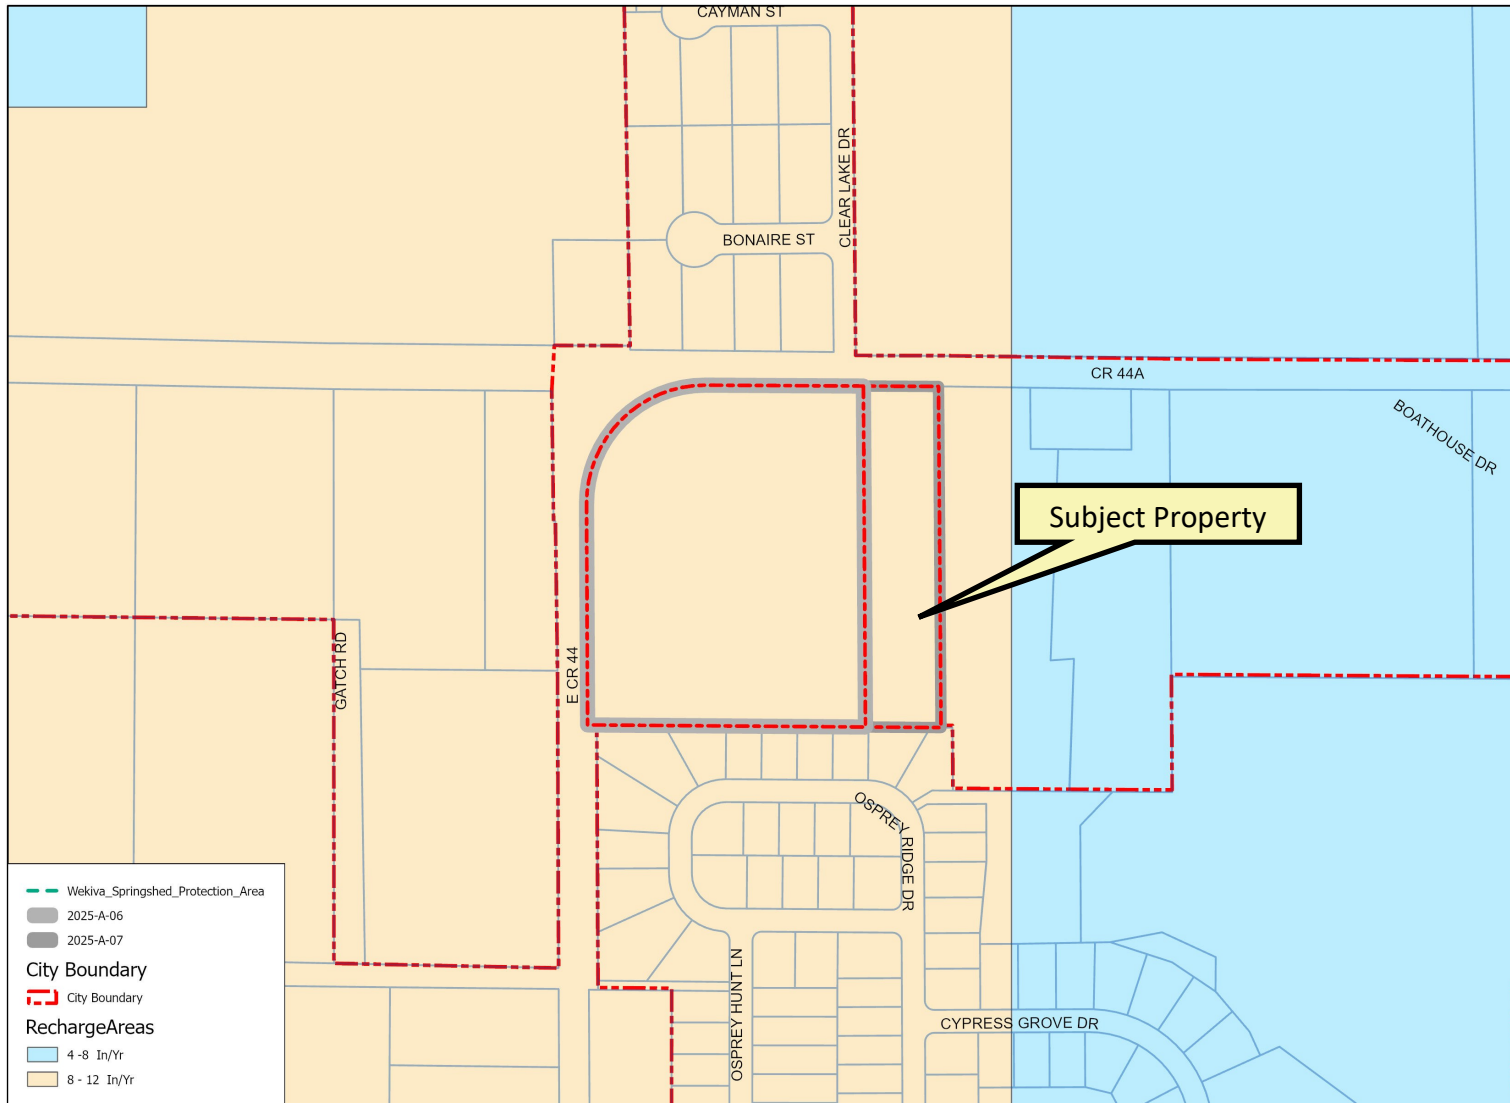 CAYMAN ST
CLEAR LAKE DR
BONAIRE ST
CR 44A
BOATHOUSE DR
Subject Property
GATCH RD
E CR 44
OSPREY RIDGE DR
OSPREY HUNT LN
CYPRESS GROVE DR
Wekiva_Springshed_Protection_Area
2025-A-06
2025-A-07
City Boundary
City Boundary
RechargeAreas
4 -8 In/Yr
8 - 12 In/Yr